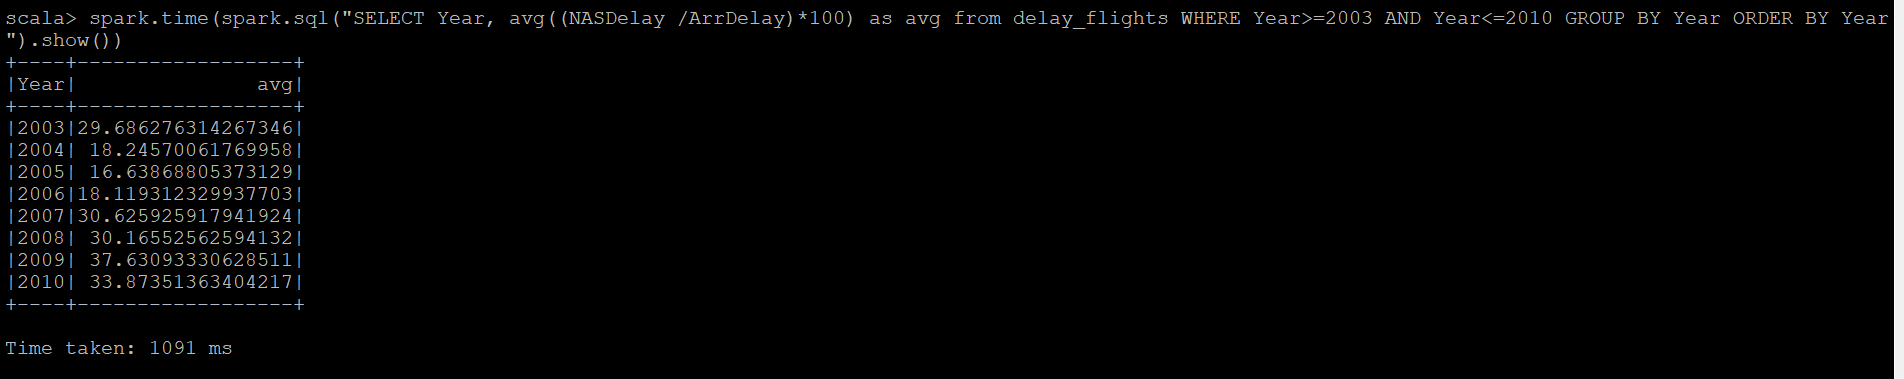 scala> spark.time(spark.sql("SELECT Year, avg((NASDelay /ArrDelay)*100) as avg from delay_flights WHERE Year>=2003 AND Year<=2010 GROUP BY Year ORDER BY Year
").show())
+----+------------------+
|Year|               avg|
+----+------------------+
|2003|29.686276314267346|
|2004| 18.24570061769958|
|2005| 16.63868805373129|
|2006|18.119312329937703|
|2007|30.625925917941924|
|2008| 30.16552562594132|
|2009| 37.63093330628511|
|2010| 33.87351363404217|
+----+------------------+
Time taken: 1091 ms